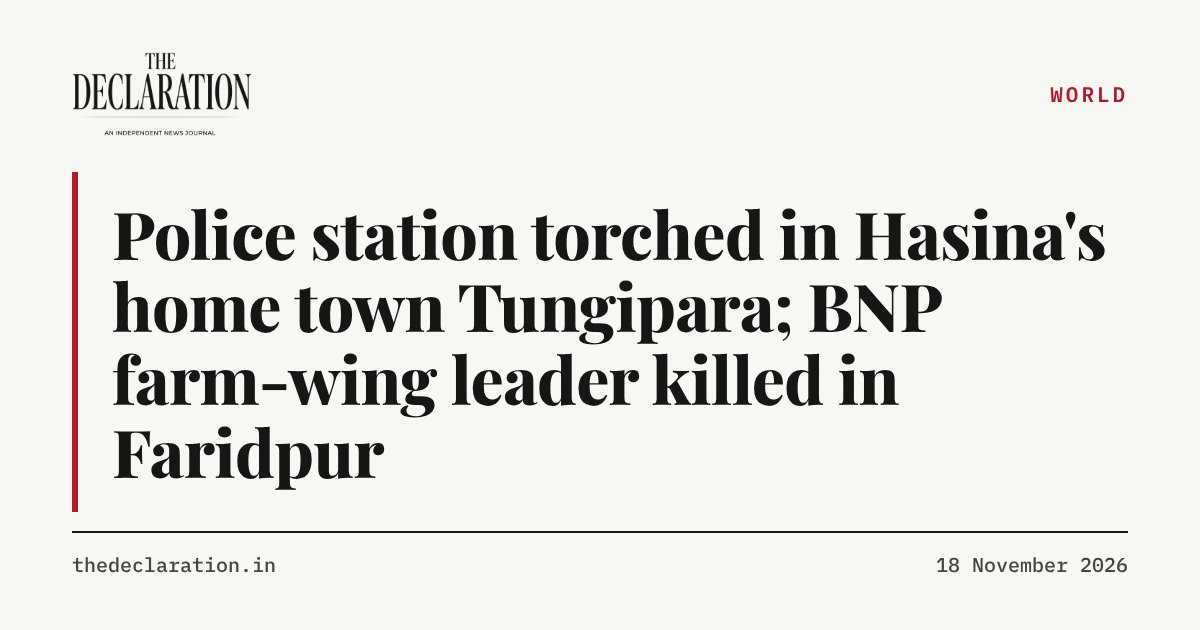 THE
DECLARATION
AN INDEPENDENT NEWS JOURNAL
WORLD
Police station torched in Hasina's
home town Tungipara; BNP
farm-wing leader killed in
Faridpur
thedeclaration.in
18 November 2026